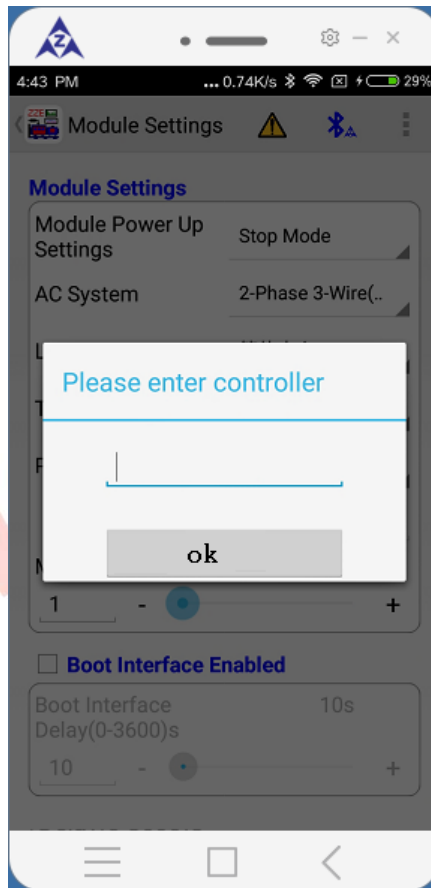 4:43 PM
... 0.74K/s
29%
Module Settings
Module Settings
Module Power Up
Settings
Stop Mode
AC System
2-Phase 3-Wire(..
Please enter controller
ok
1 - +
Boot Interface Enabled
Boot Interface
Delay(0-3600)s
10s
10 - +